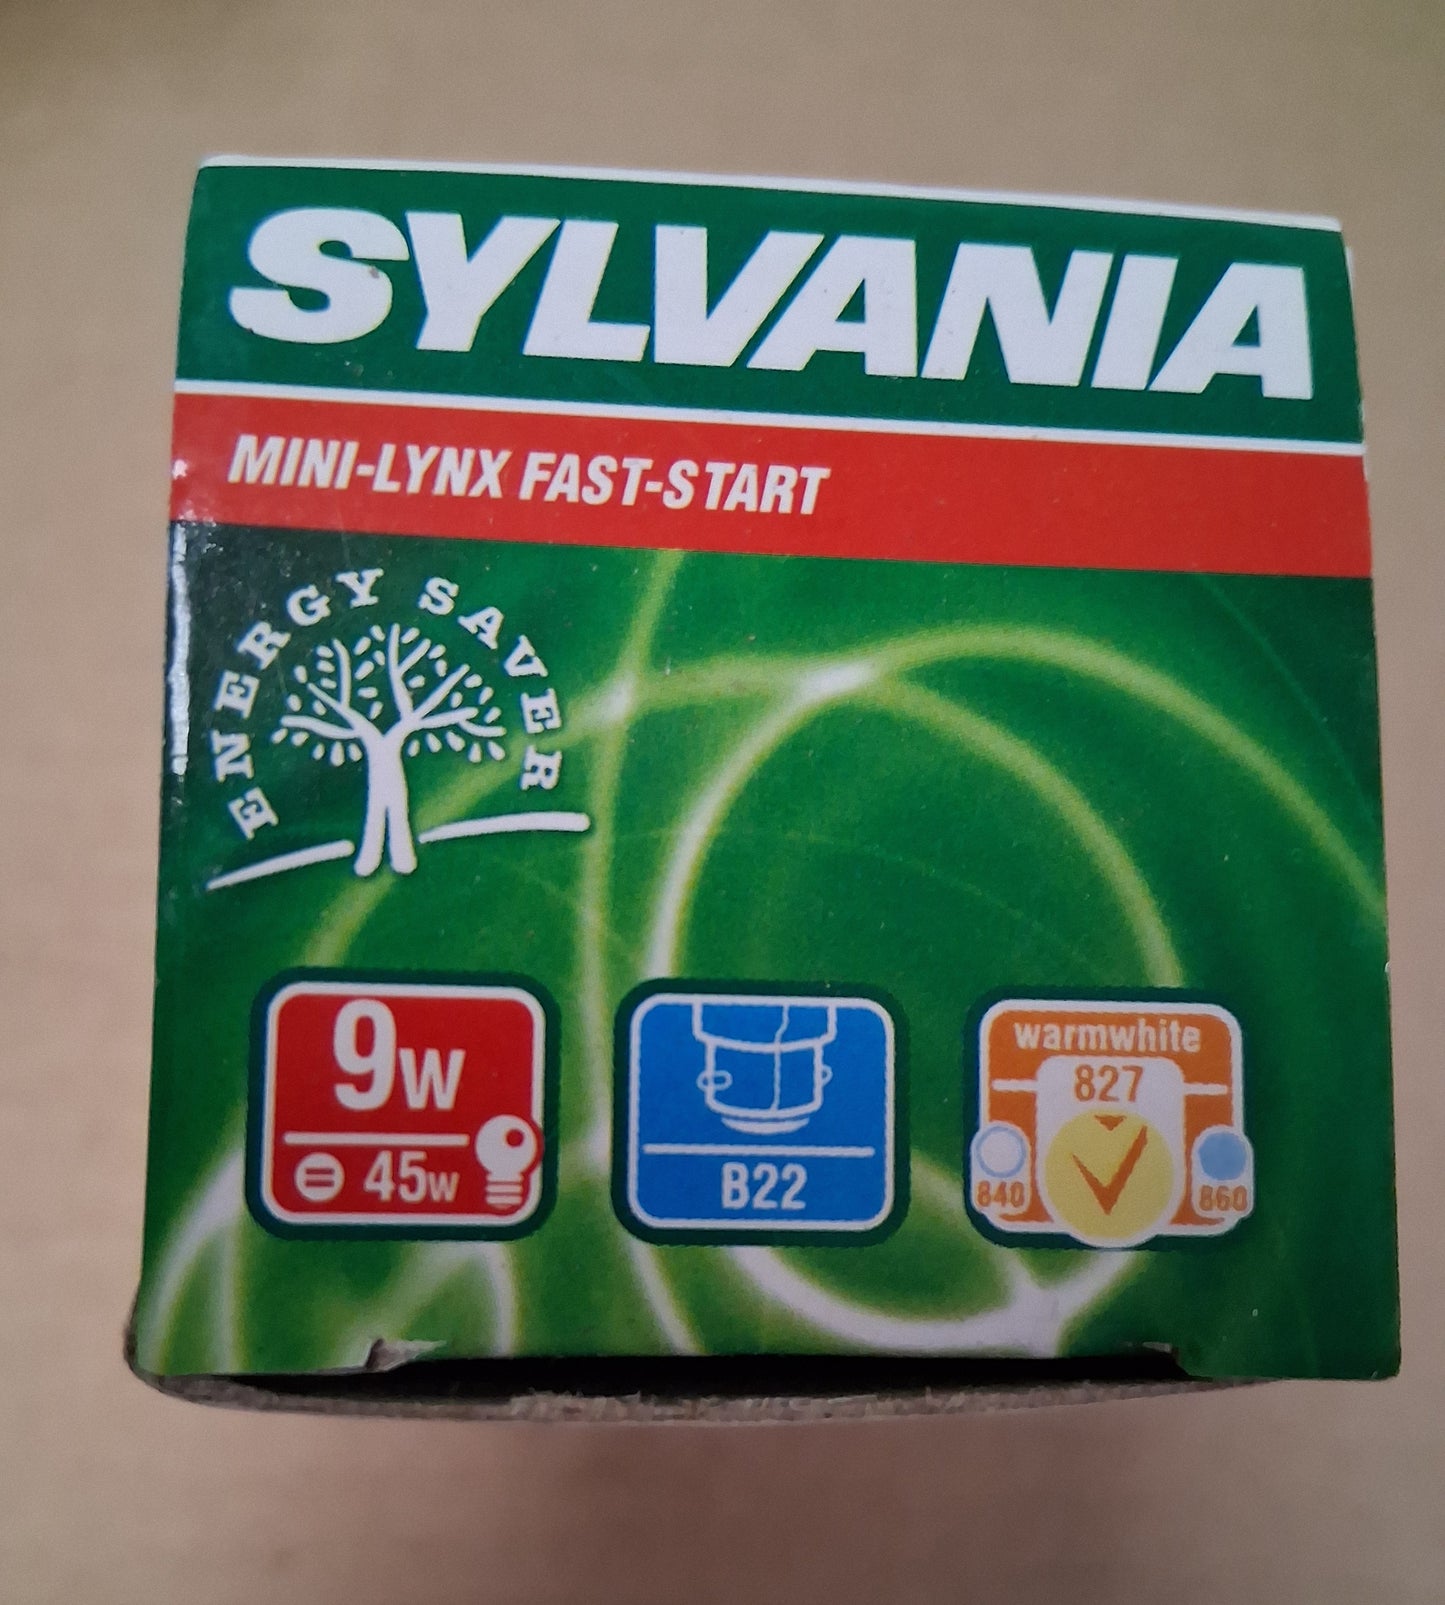 SYLVANIA
MINI-LYNX FAST-START
ENERGY SAVER
9W
45W
B22
warmwhite
827
840
860